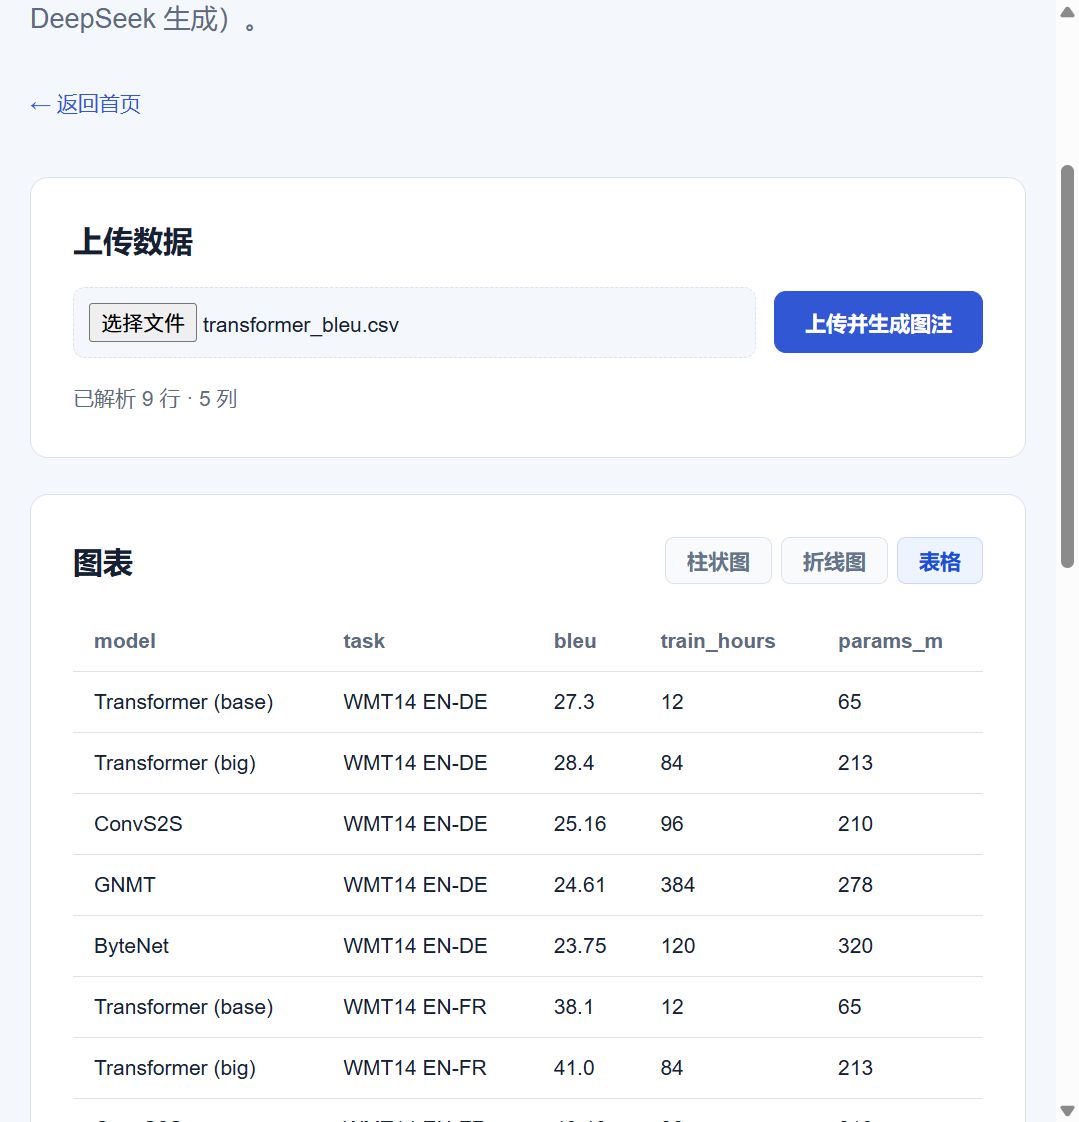 DeepSeek 生成）。
← 返回首页
上传数据
选择文件 transformer_bleu.csv
上传并生成图注
已解析 9 行 · 5 列
图表
柱状图 折线图 表格
model task bleu train_hours params_m
Transformer (base) WMT14 EN-DE 27.3 12 65
Transformer (big) WMT14 EN-DE 28.4 84 213
ConvS2S WMT14 EN-DE 25.16 96 210
GNMT WMT14 EN-DE 24.61 384 278
ByteNet WMT14 EN-DE 23.75 120 320
Transformer (base) WMT14 EN-FR 38.1 12 65
Transformer (big) WMT14 EN-FR 41.0 84 213